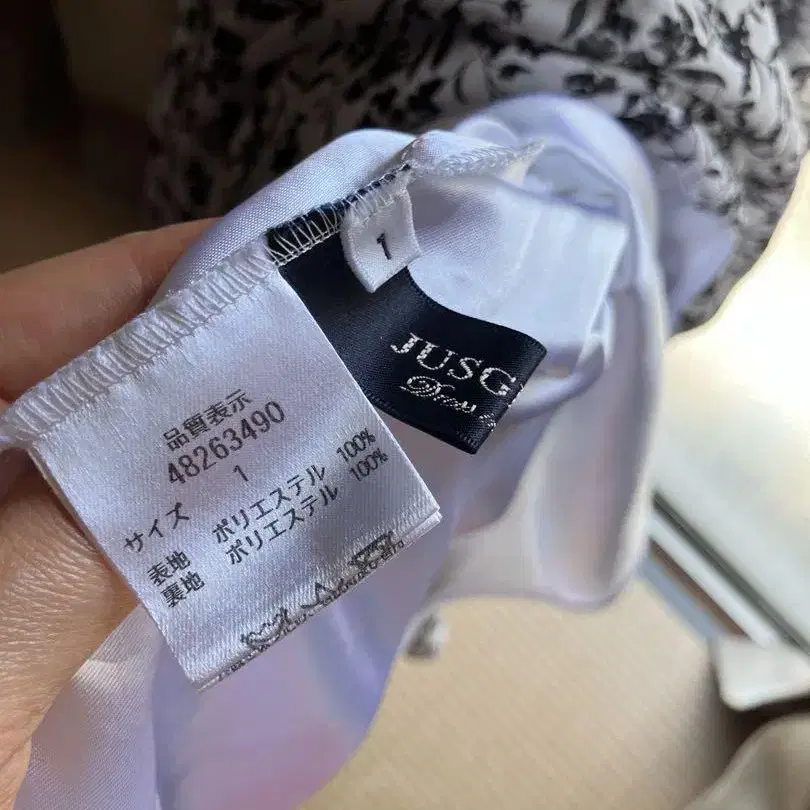 1
JUSG
Dress
品質表示
48263490
サイズ 1
表地 ポリエステル 100%
裏地 ポリエステル 100%